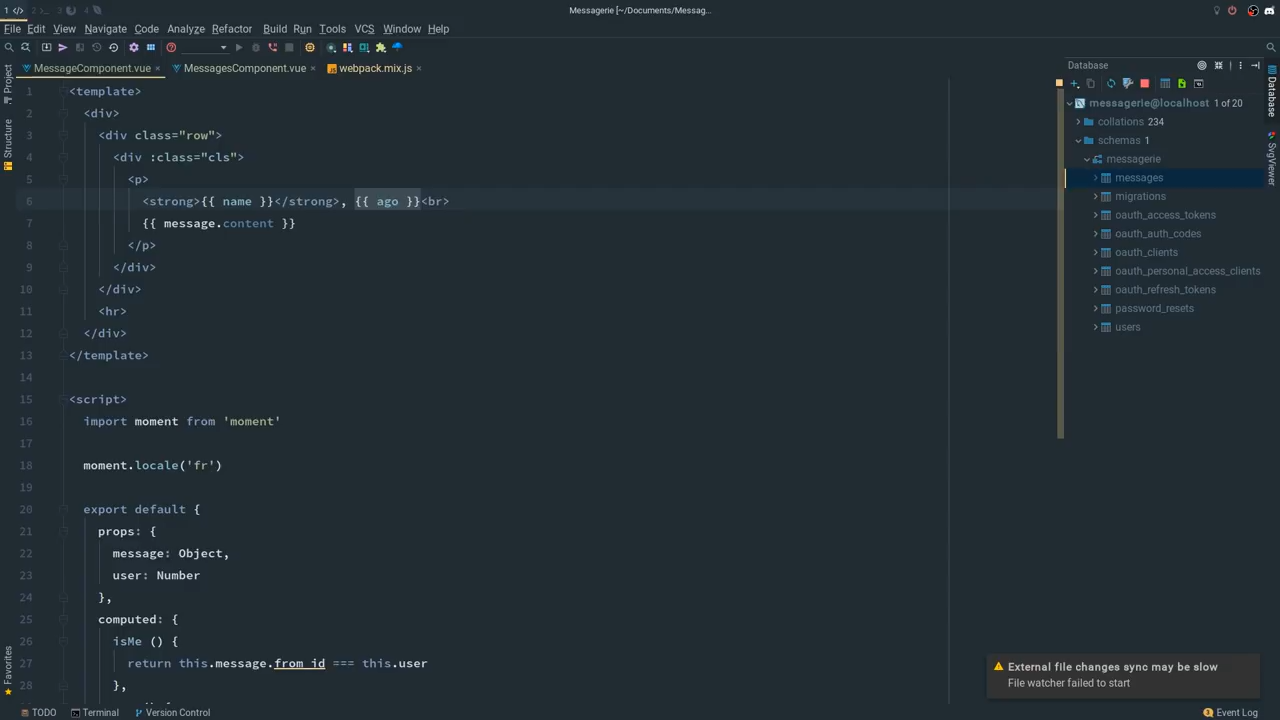 1 </> 2 3 4
Messagerie [~/Documents/Messag...
File Edit View Navigate Code Analyze Refactor Build Run Tools VCS Window Help
MessageComponent.vue × MessagesComponent.vue × webpack.mix.js ×
Database
Project
Structure
Favorites
Database
SvgViewer
1 <template>
2 <div>
3 <div class="row">
4 <div :class="cls">
5 <p>
6 <strong>{{ name }}</strong>, {{ ago }}<br>
7 {{ message.content }}
8 </p>
9 </div>
10 </div>
11 <hr>
12 </div>
13 </template>
14
15 <script>
16 import moment from 'moment'
17
18 moment.locale('fr')
19
20 export default {
21 props: {
22 message: Object,
23 user: Number
24 },
25 computed: {
26 isMe () {
27 return this.message.from_id === this.user
28 },
messagerie@localhost 1 of 20
collations 234
schemas 1
messagerie
messages
migrations
oauth_access_tokens
oauth_auth_codes
oauth_clients
oauth_personal_access_clients
oauth_refresh_tokens
password_resets
users
External file changes sync may be slow
File watcher failed to start
TODO Terminal Version Control
Event Log